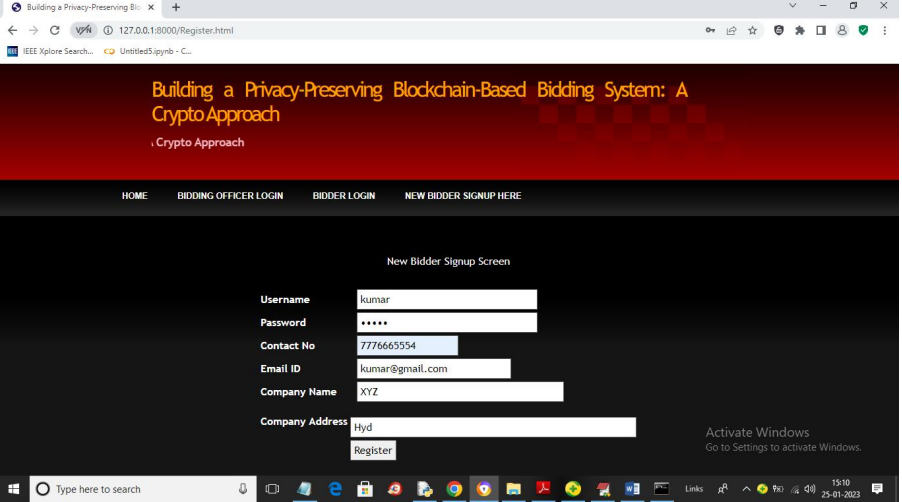 Building a Privacy-Preserving Blo
127.0.0.1:8000/Register.html
IEEE Xplore Search... Untitled5.ipynb - C...
Building a Privacy-Preserving Blockchain-Based Bidding System: A
Crypto Approach
Crypto Approach
HOME BIDDING OFFICER LOGIN BIDDER LOGIN NEW BIDDER SIGNUP HERE
New Bidder Signup Screen
Username kumar
Password •••••
Contact No 7776665554
Email ID kumar@gmail.com
Company Name XYZ
Company Address Hyd
Register
Activate Windows
Go to Settings to activate Windows.
Type here to search
Links
15:10
25-01-2023